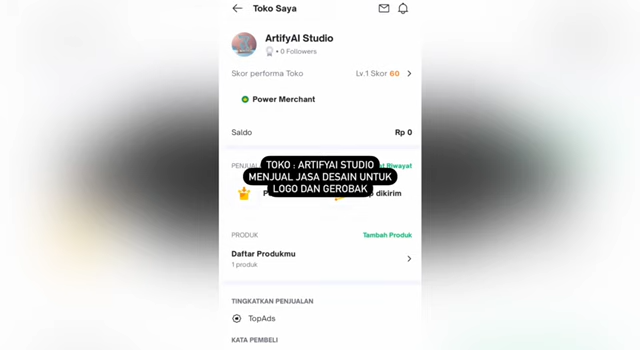 Toko Saya
ArtifyAI Studio
• 0 Followers
Skor performa Toko
Lv.1 Skor 60
Power Merchant
Saldo
Rp 0
TOKO : ARTIFYAI STUDIO
MENJUAL JASA DESAIN UNTUK
LOGO DAN GEROBAK
dikirim
PRODUK
Tambah Produk
Daftar Produkmu
1 produk
TINGKATKAN PENJUALAN
TopAds
KATA PEMBELI